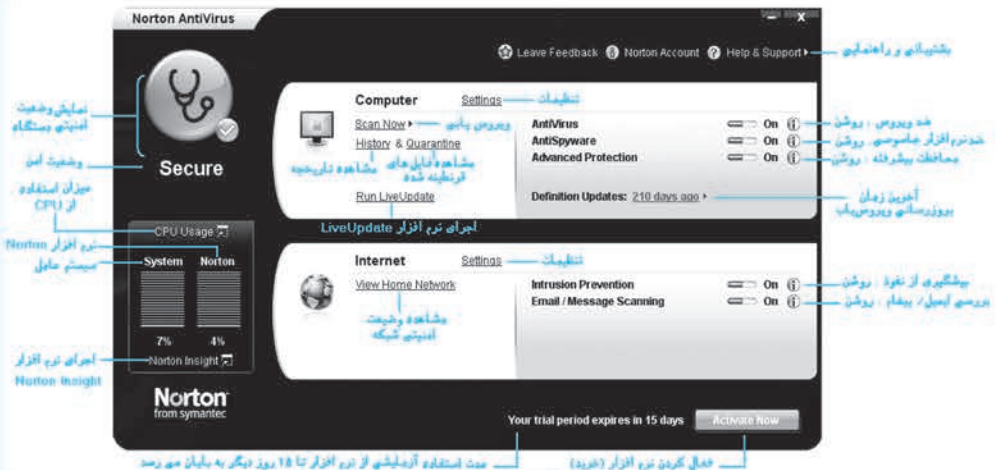 Norton AntiVirus
Leave Feedback Norton Account Help & Support
پشتیبانی و راهنمایی
Computer Settings
تنظیمات
نمایش وضعیت
امنیتی دستگاه
Scan Now
ویروس یابی
AntiVirus On
ضد ویروس : روشن
History & Quarantine
AntiSpyware On
ضدنرم افزار جاسوسی : روشن
مشاهده تاریخچه
مشاهده فایل های
قرنطینه شده
Advanced Protection On
محافظت پیشرفته : روشن
Secure
وضعیت امن
Run LiveUpdate
Definition Updates: 210 days ago
آخرین زمان
بروزرسانی ویروس‌یاب
میزان استفاده
از CPU
اجرای نرم افزار LiveUpdate
CPU Usage
نرم افزار Norton
System Norton
سیستم عامل
Internet Settings
تنظیمات
View Home Network
Intrusion Prevention On
پیشگیری از نفوذ : روشن
Email / Message Scanning On
بررسی ایمیل / پیغام : روشن
مشاهده وضیعت
امنیتی شبکه
7% 4%
Norton Insight
اجرای نرم افزار
Norton Insight
Norton
from symantec
Your trial period expires in 15 days Activate Now
مدت استفاده آزمایشی از نرم افزار تا 15 روز دیگر به پایان می رسد
فعال کردن نرم افزار (خرید)